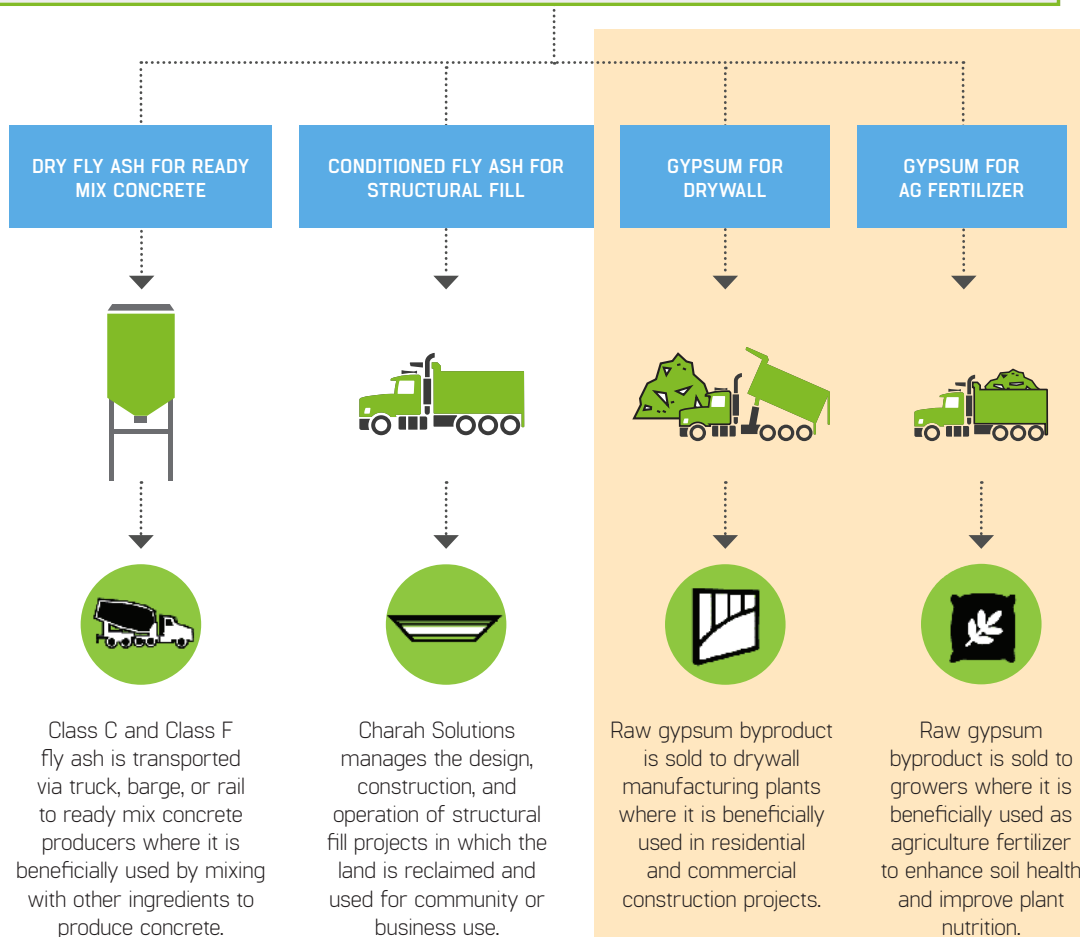 DRY FLY ASH FOR READY
MIX CONCRETE
CONDITIONED FLY ASH FOR
STRUCTURAL FILL
GYPSUM FOR
DRYWALL
GYPSUM FOR
AG FERTILIZER
Class C and Class F
fly ash is transported
via truck, barge, or rail
to ready mix concrete
producers where it is
beneficially used by mixing
with other ingredients to
produce concrete.
Charah Solutions
manages the design,
construction, and
operation of structural
fill projects in which the
land is reclaimed and
used for community or
business use.
Raw gypsum byproduct
is sold to drywall
manufacturing plants
where it is beneficially
used in residential
and commercial
construction projects.
Raw gypsum
byproduct is sold to
growers where it is
beneficially used as
agriculture fertilizer
to enhance soil health
and improve plant
nutrition.